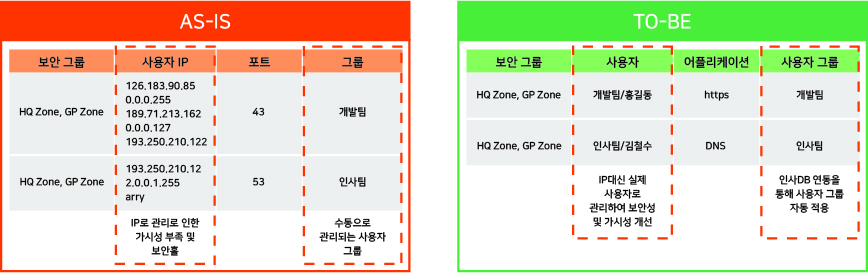 AS-IS
보안 그룹 사용자 IP 포트 그룹
HQ Zone, GP Zone
126.183.90.85
0.0.0.255
189.71.213.162
0.0.0.127
193.250.210.122
43
개발팀
HQ Zone, GP Zone
193.250.210.12
2.0.0.1.255
arry
53
인사팀
IP로 관리로 인한
가시성 부족 및
보안홀
수동으로
관리되는 사용자
그룹
TO-BE
보안 그룹 사용자 어플리케이션 사용자 그룹
HQ Zone, GP Zone 개발팀/홍길동 https 개발팀
HQ Zone, GP Zone 인사팀/김철수 DNS 인사팀
IP대신 실제
사용자로
관리하여 보안성
및 가시성 개선
인사DB 연동을
통해 사용자 그룹
자동 적용